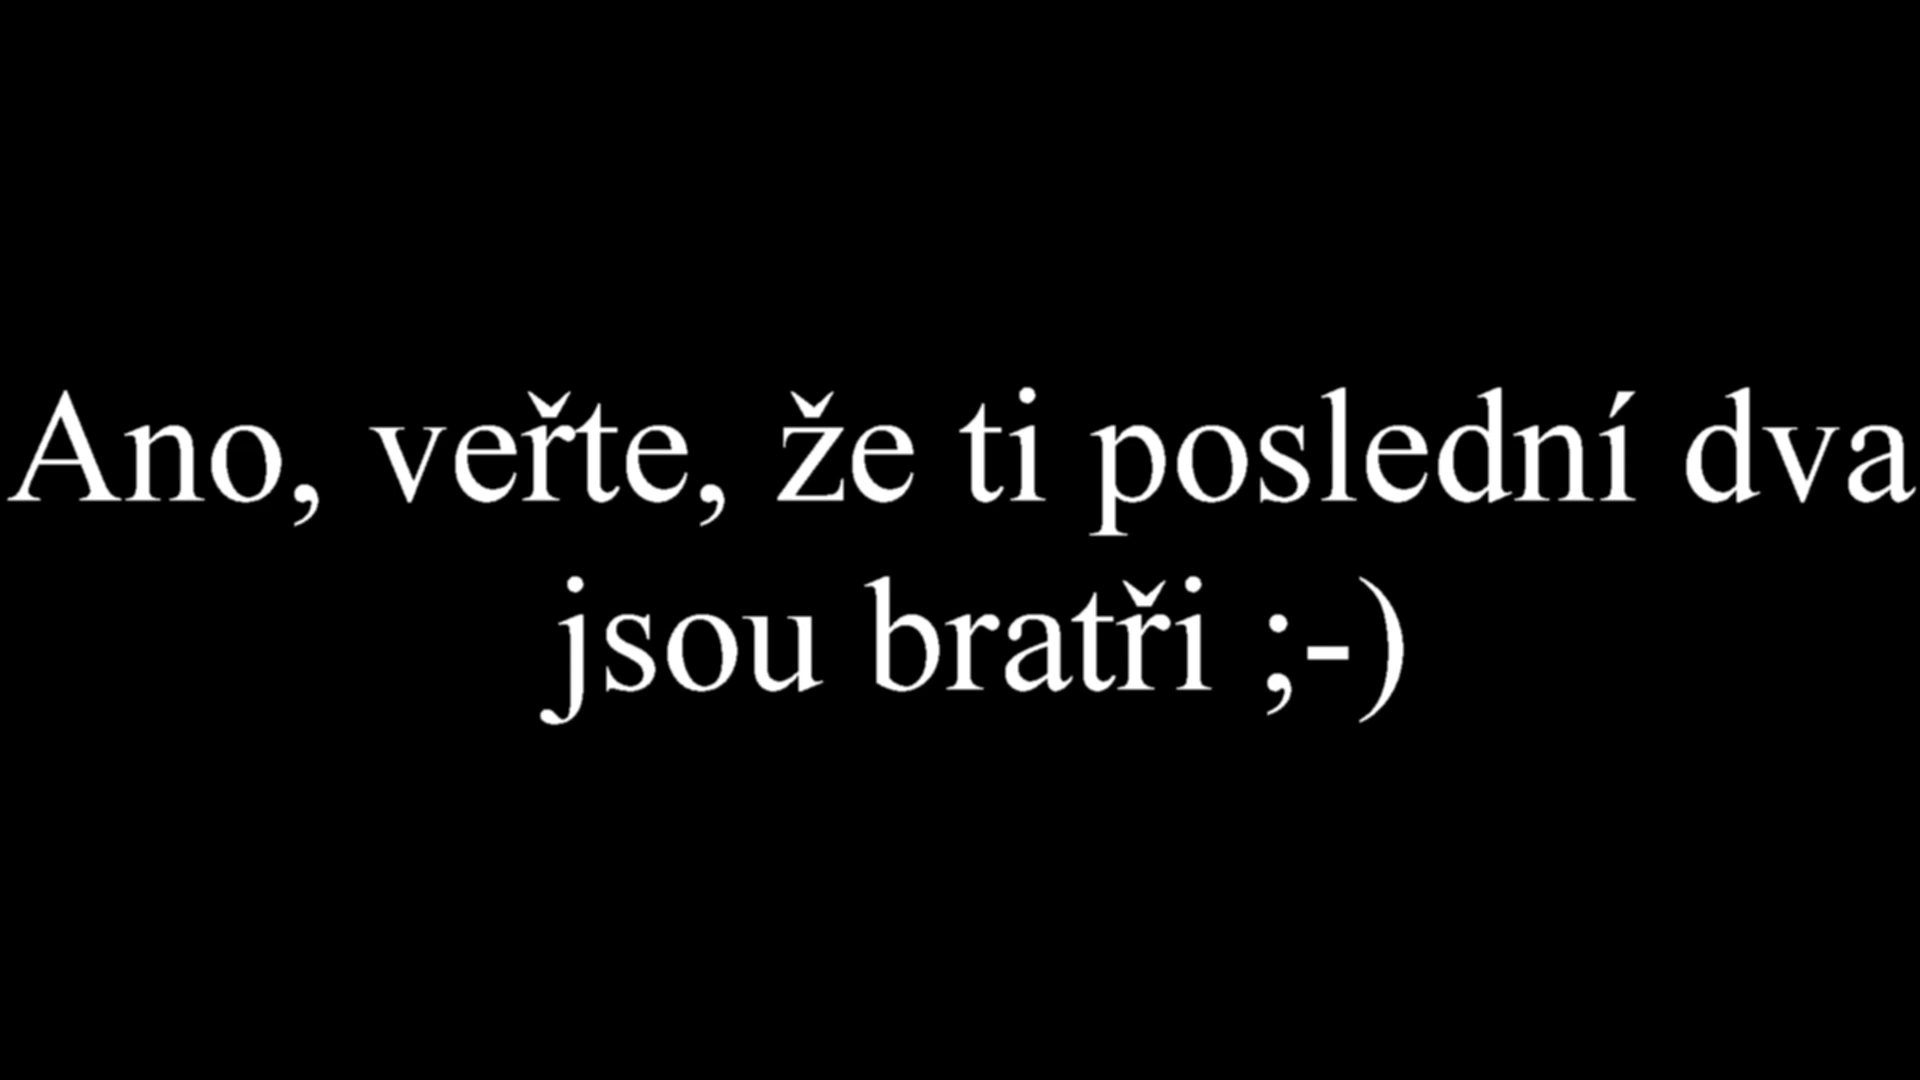 Ano, veřte, že ti poslední dva
jsou bratři ;-)